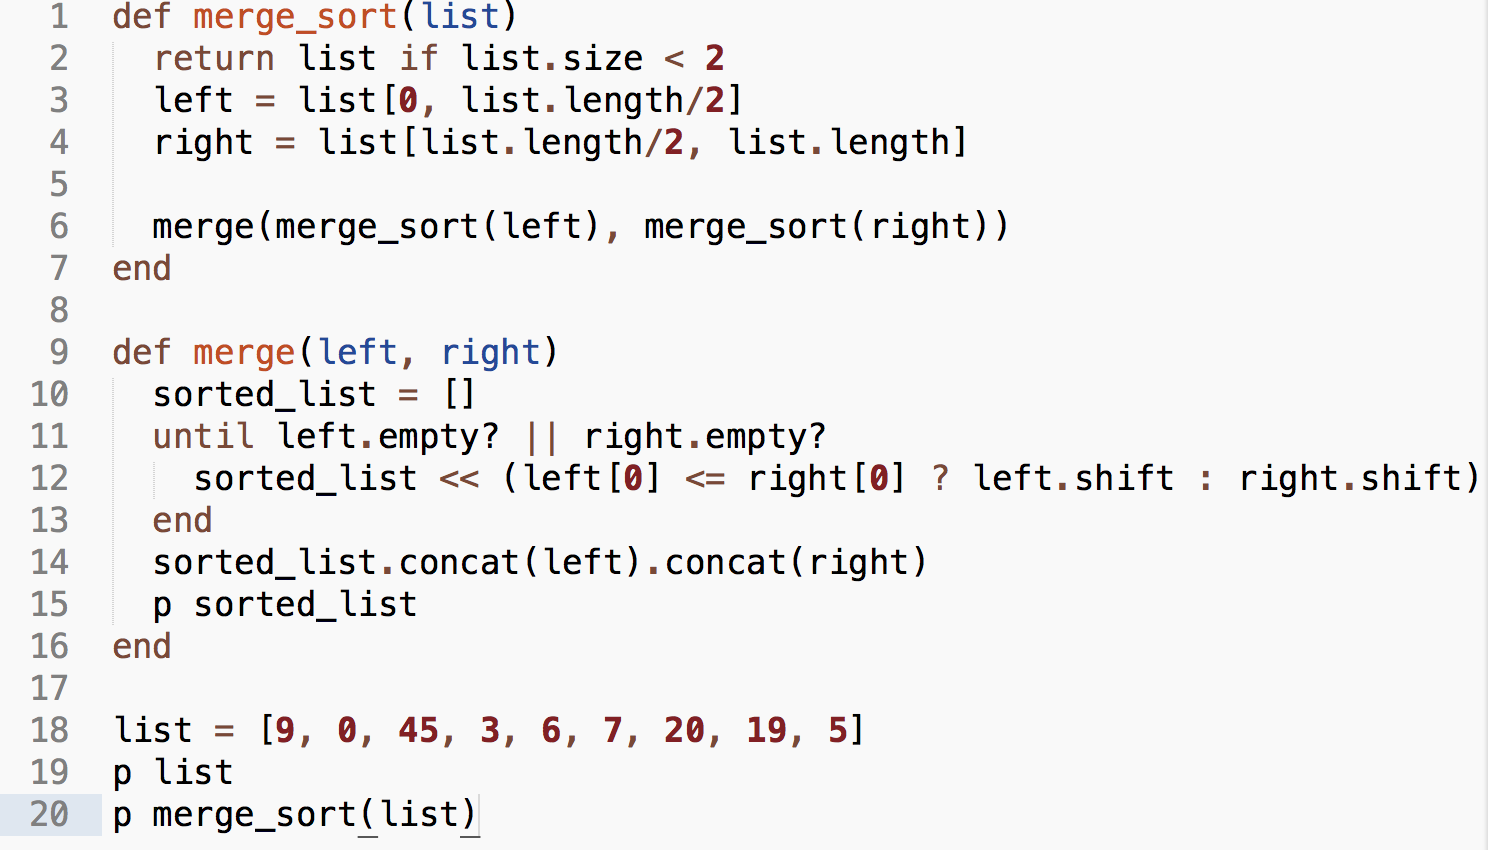 1 def merge_sort(list)
2   return list if list.size < 2
3   left = list[0, list.length/2]
4   right = list[list.length/2, list.length]
5
6   merge(merge_sort(left), merge_sort(right))
7 end
8
9 def merge(left, right)
10   sorted_list = []
11   until left.empty? || right.empty?
12     sorted_list << (left[0] <= right[0] ? left.shift : right.shift)
13   end
14   sorted_list.concat(left).concat(right)
15   p sorted_list
16 end
17
18 list = [9, 0, 45, 3, 6, 7, 20, 19, 5]
19 p list
20 p merge_sort(list)